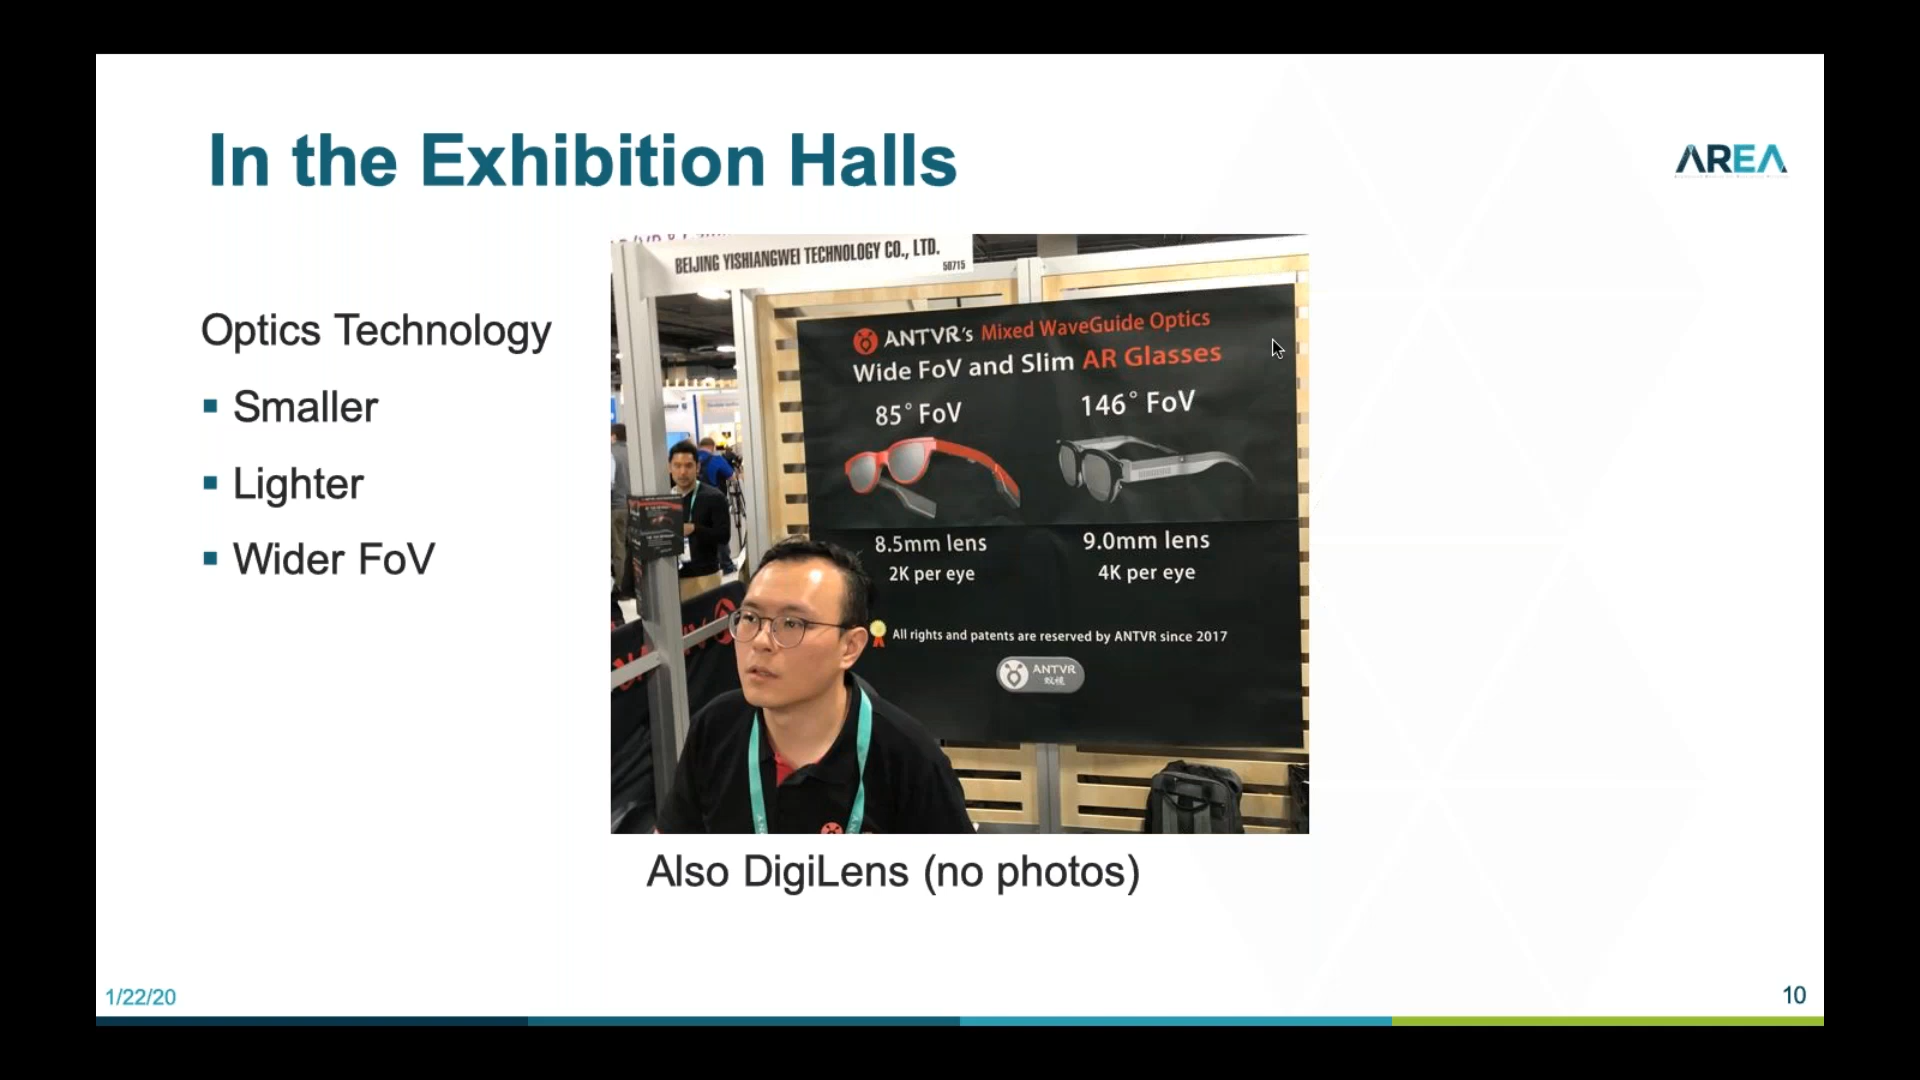 In the Exhibition Halls
AREA
Optics Technology
Smaller
Lighter
Wider FoV
BEIJING YISHIANGWEI TECHNOLOGY CO., LTD.
50715
ANTVR's Mixed WaveGuide Optics
Wide FoV and Slim AR Glasses
85° FoV
146° FoV
8.5mm lens
2K per eye
9.0mm lens
4K per eye
All rights and patents are reserved by ANTVR since 2017
ANTVR
蚁视
Also DigiLens (no photos)
1/22/20
10